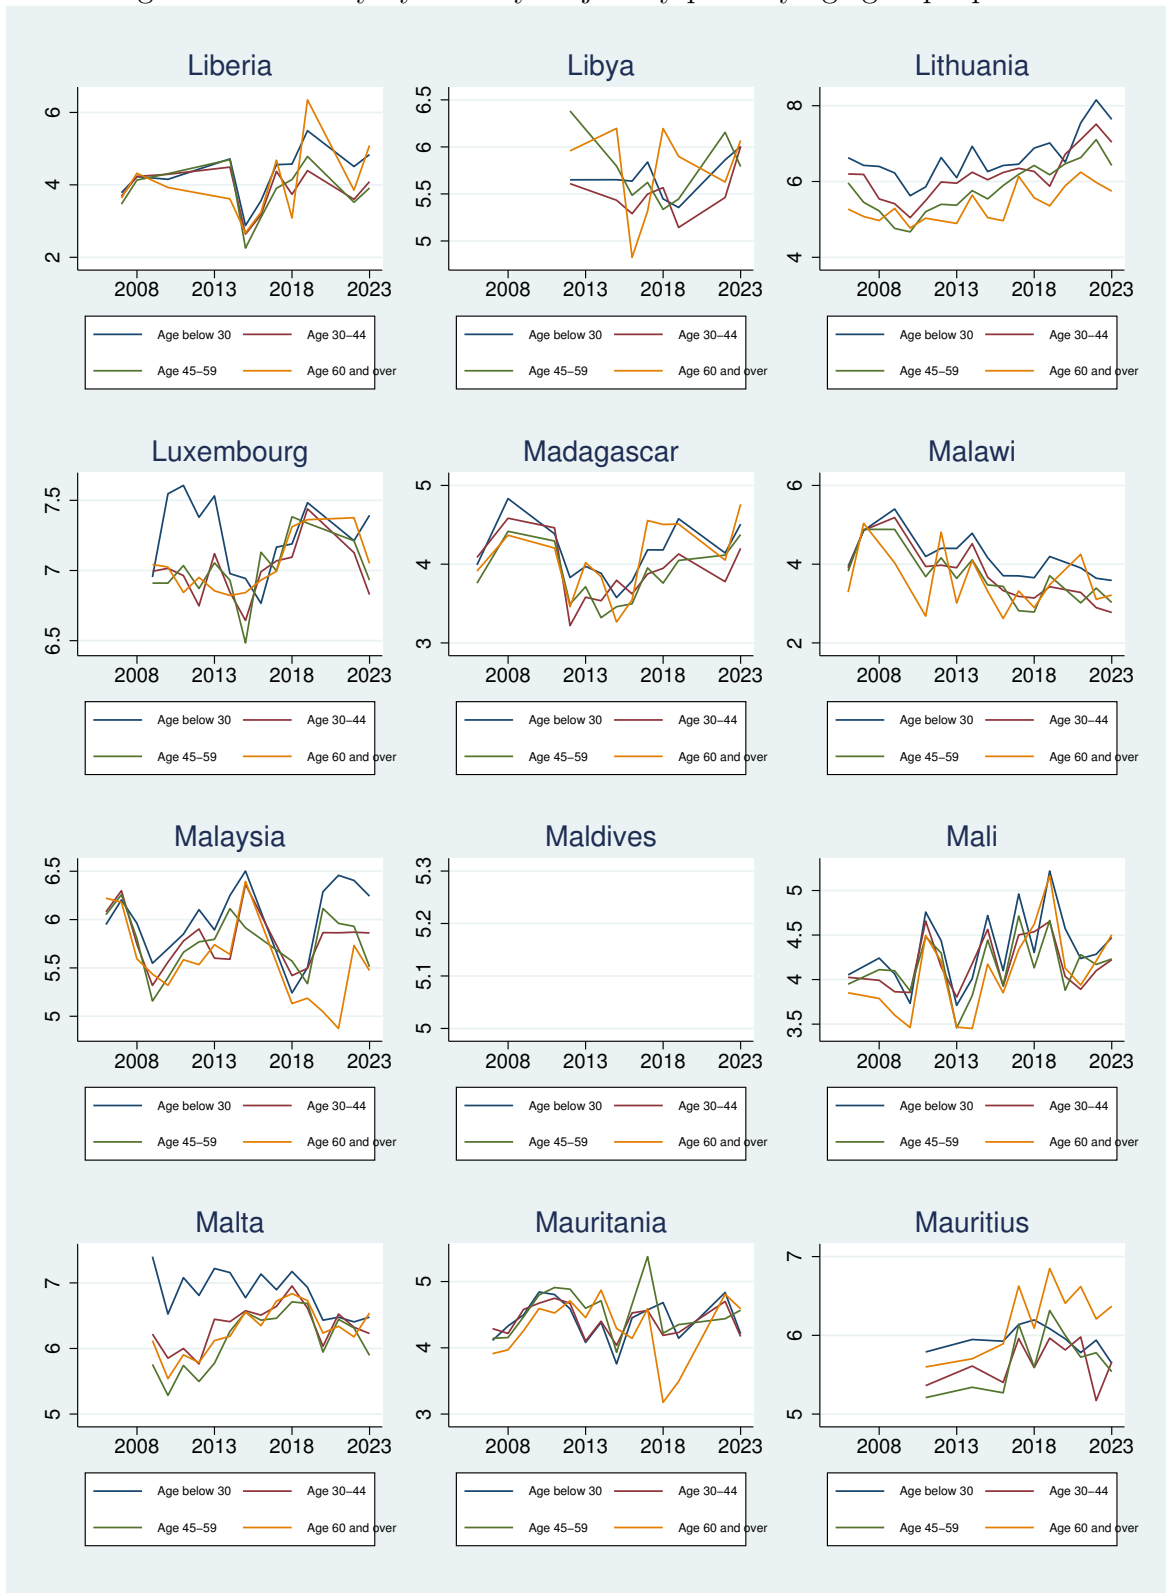 Liberia Libya Lithuania
6 4 2
2008 2013 2018 2023
6.5 6 5.5 5
2008 2013 2018 2023
8 6 4
2008 2013 2018 2023
Age below 30 Age 30–44
Age 45–59 Age 60 and over
Age below 30 Age 30–44
Age 45–59 Age 60 and over
Age below 30 Age 30–44
Age 45–59 Age 60 and over
Luxembourg Madagascar Malawi
7.5 7 6.5
2008 2013 2018 2023
5 4 3
2008 2013 2018 2023
6 4 2
2008 2013 2018 2023
Age below 30 Age 30–44
Age 45–59 Age 60 and over
Age below 30 Age 30–44
Age 45–59 Age 60 and over
Age below 30 Age 30–44
Age 45–59 Age 60 and over
Malaysia Maldives Mali
6.5 6 5.5 5
2008 2013 2018 2023
5.3 5.2 5.1 5
2008 2013 2018 2023
5 4.5 4 3.5
2008 2013 2018 2023
Age below 30 Age 30–44
Age 45–59 Age 60 and over
Age below 30 Age 30–44
Age 45–59 Age 60 and over
Age below 30 Age 30–44
Age 45–59 Age 60 and over
Malta Mauritania Mauritius
7 6 5
2008 2013 2018 2023
5 4 3
2008 2013 2018 2023
7 6 5
2008 2013 2018 2023
Age below 30 Age 30–44
Age 45–59 Age 60 and over
Age below 30 Age 30–44
Age 45–59 Age 60 and over
Age below 30 Age 30–44
Age 45–59 Age 60 and over